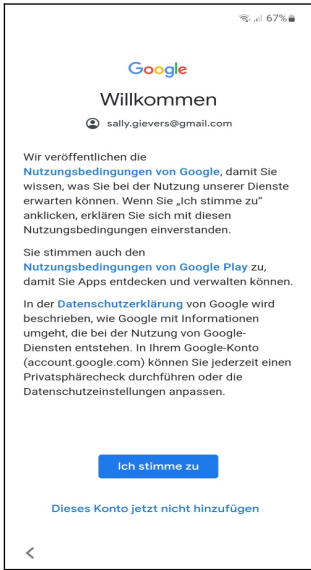 67%
Google
Willkommen
sally.gievers@gmail.com
Wir veröffentlichen die
Nutzungsbedingungen von Google, damit Sie
wissen, was Sie bei der Nutzung unserer Dienste
erwarten können. Wenn Sie „Ich stimme zu“
anklicken, erklären Sie sich mit diesen
Nutzungsbedingungen einverstanden.
Sie stimmen auch den
Nutzungsbedingungen von Google Play zu,
damit Sie Apps entdecken und verwalten können.
In der Datenschutzerklärung von Google wird
beschrieben, wie Google mit Informationen
umgeht, die bei der Nutzung von Google-
Diensten entstehen. In Ihrem Google-Konto
(account.google.com) können Sie jederzeit einen
Privatsphärecheck durchführen oder die
Datenschutzeinstellungen anpassen.
Ich stimme zu
Dieses Konto jetzt nicht hinzufügen